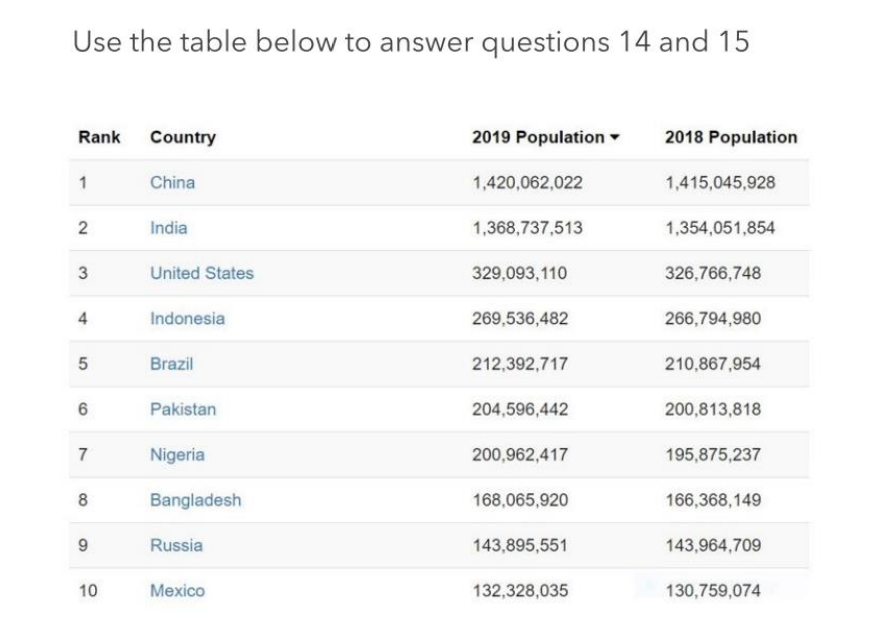 Use the table below to answer questions 14 and 15
Rank Country 2019 Population ▾ 2018 Population
1 China 1,420,062,022 1,415,045,928
2 India 1,368,737,513 1,354,051,854
3 United States 329,093,110 326,766,748
4 Indonesia 269,536,482 266,794,980
5 Brazil 212,392,717 210,867,954
6 Pakistan 204,596,442 200,813,818
7 Nigeria 200,962,417 195,875,237
8 Bangladesh 168,065,920 166,368,149
9 Russia 143,895,551 143,964,709
10 Mexico 132,328,035 130,759,074